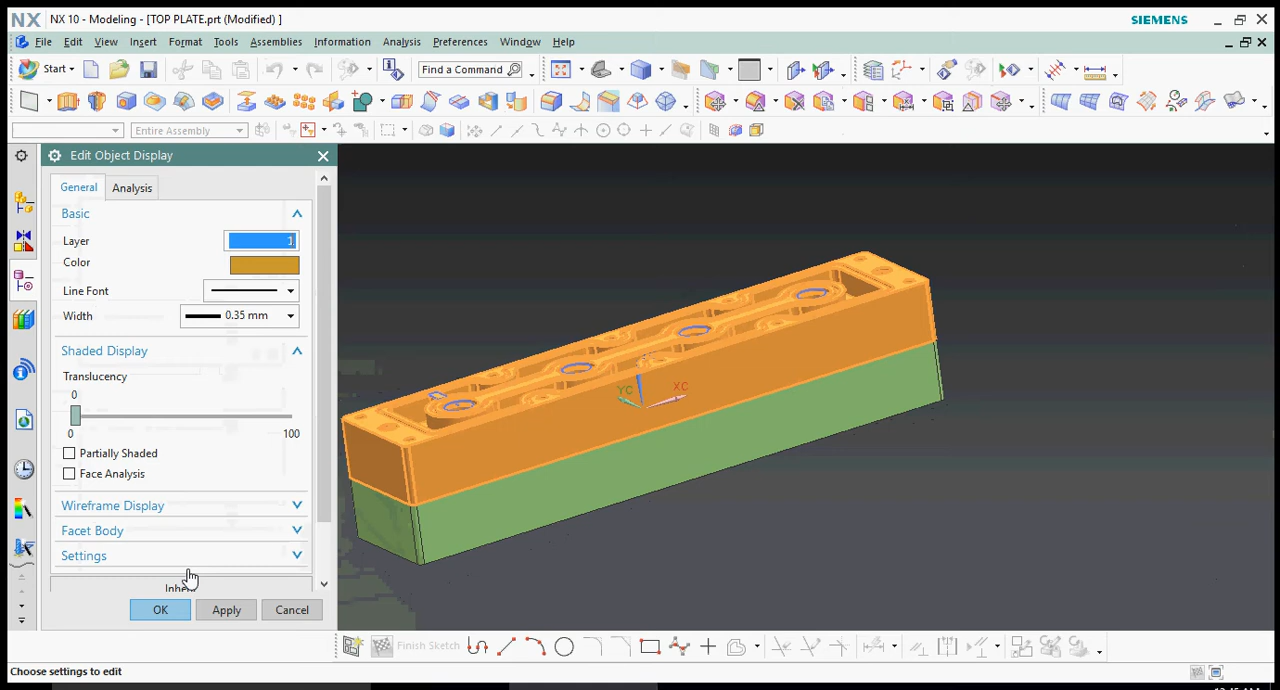 NX NX 10 - Modeling - [TOP PLATE.prt (Modified) ] SIEMENS
File Edit View Insert Format Tools Assemblies Information Analysis Preferences Window Help
Start Find a Command
Entire Assembly
Edit Object Display
General Analysis
Basic
Layer 1
Color
Line Font
Width 0.35 mm
Shaded Display
Translucency
0
0 100
Partially Shaded
Face Analysis
Wireframe Display
Facet Body
Settings
OK Apply Cancel
YC XC
Finish Sketch
Choose settings to edit